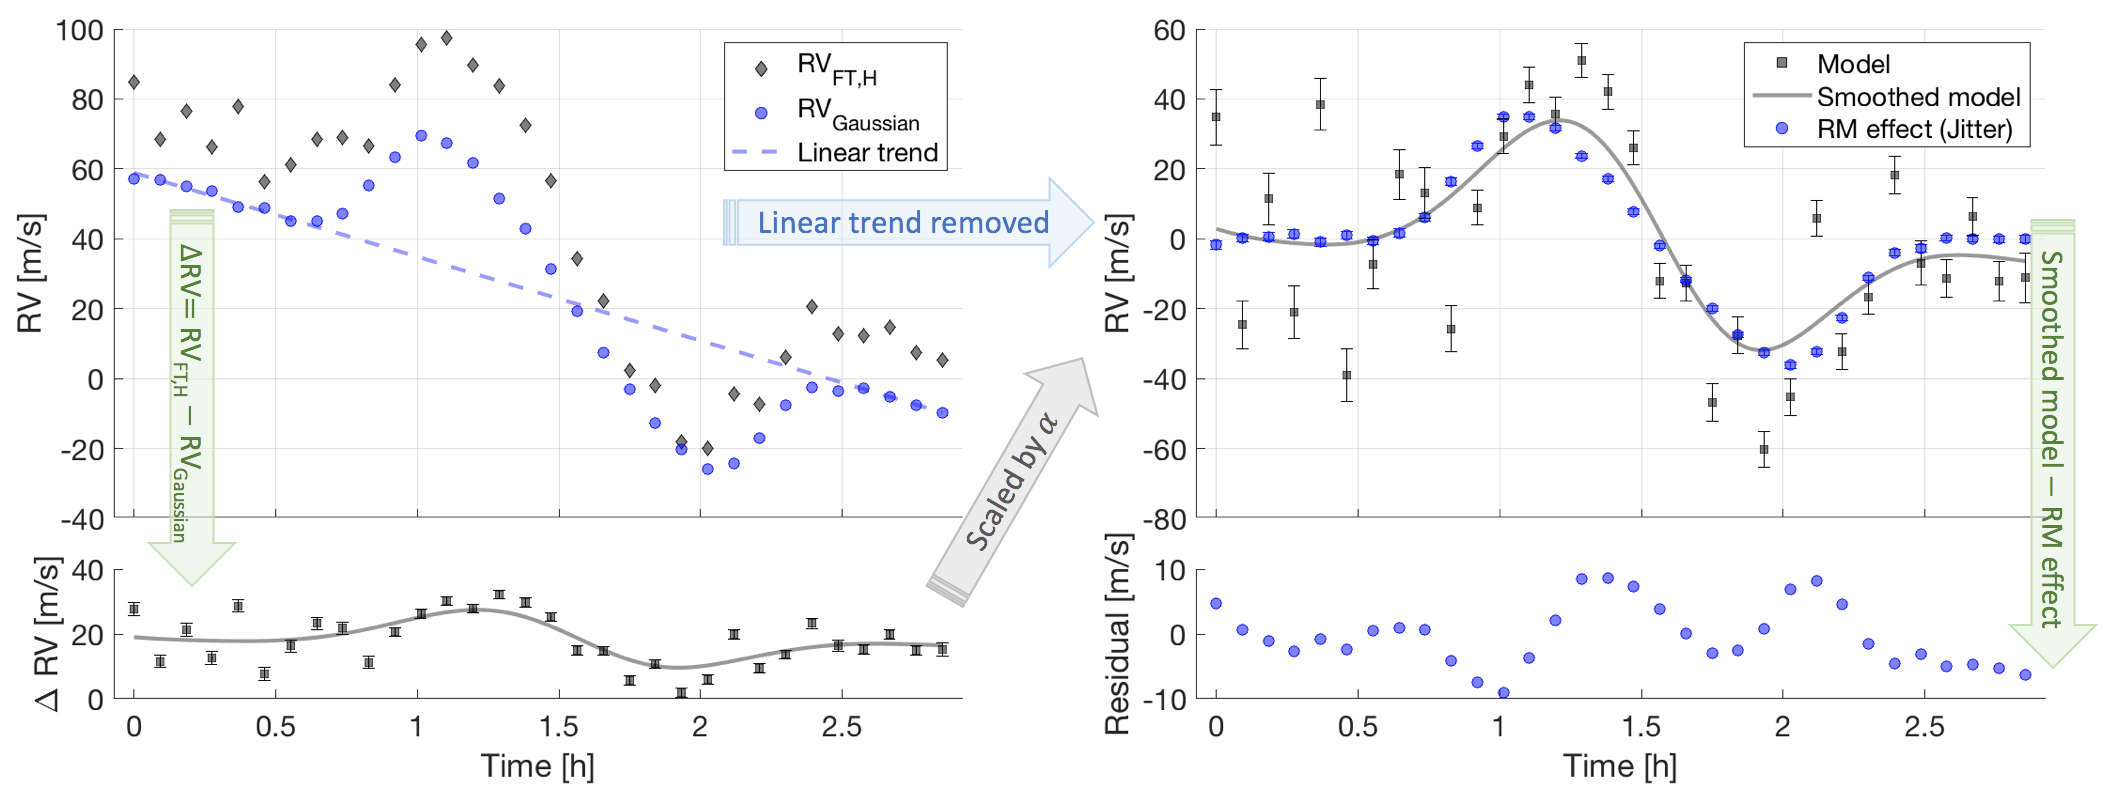 100
80
60
40
20
0
-20
-40
RV [m/s]
RV_FT,H
RV_Gaussian
Linear trend
ΔRV= RV_FT,H − RV_Gaussian
Linear trend removed
40
20
0
Δ RV [m/s]
0
0.5
1
1.5
2
2.5
Time [h]
Scaled by α
60
40
20
0
-20
-40
-60
-80
RV [m/s]
Model
Smoothed model
RM effect (Jitter)
Smoothed model — RM effect
10
0
-10
Residual [m/s]
0
0.5
1
1.5
2
2.5
Time [h]